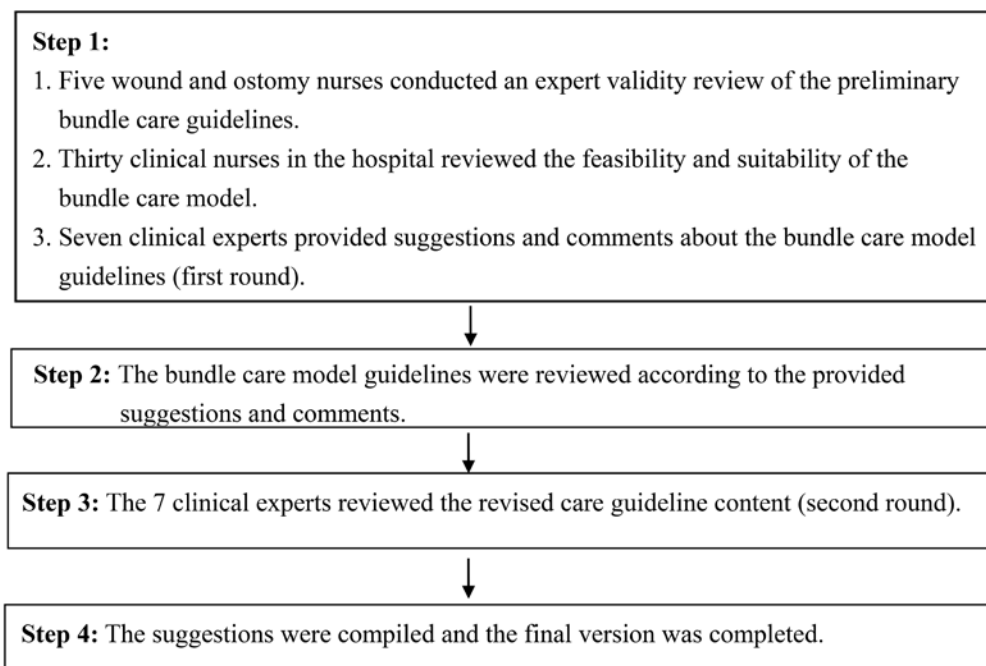 Step 1:
1. Five wound and ostomy nurses conducted an expert validity review of the preliminary
bundle care guidelines.
2. Thirty clinical nurses in the hospital reviewed the feasibility and suitability of the
bundle care model.
3. Seven clinical experts provided suggestions and comments about the bundle care model
guidelines (first round).
Step 2: The bundle care model guidelines were reviewed according to the provided
suggestions and comments.
Step 3: The 7 clinical experts reviewed the revised care guideline content (second round).
Step 4: The suggestions were compiled and the final version was completed.